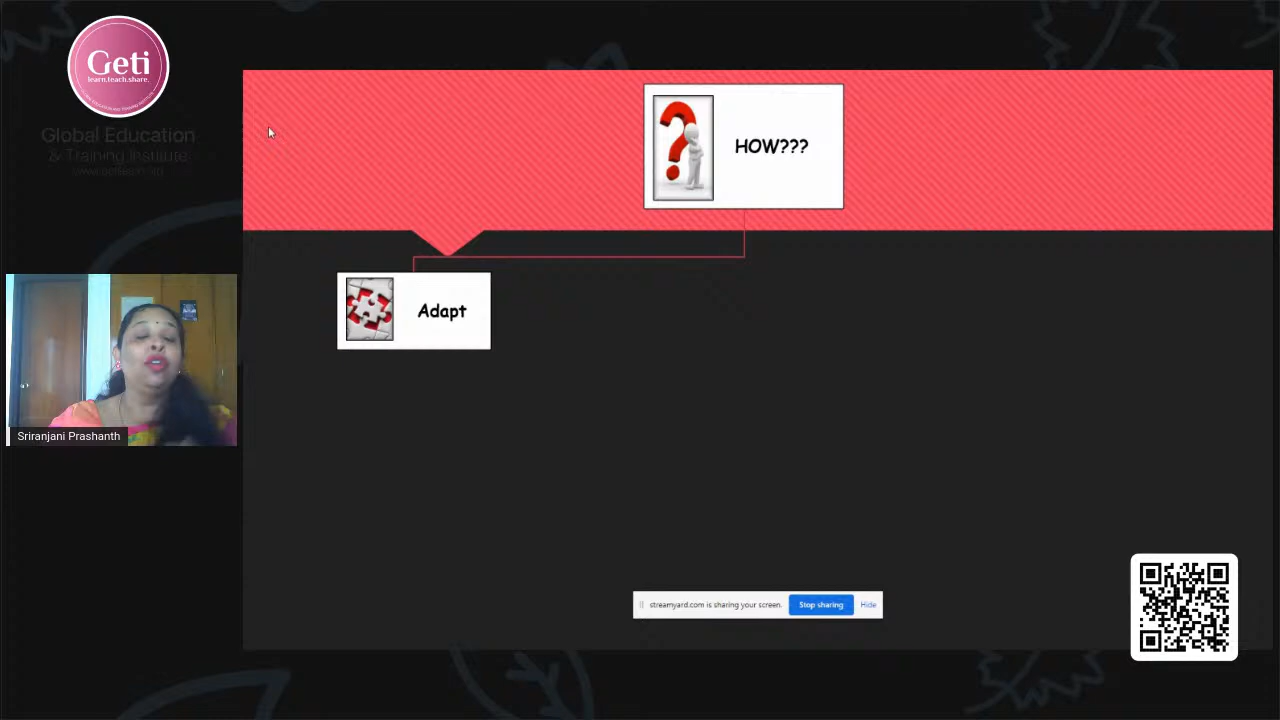 Geti
learn.teach.share.
Global Education
& Training Institute
HOW???
Adapt
Sriranjani Prashanth
streamyard.com is sharing your screen.
Stop sharing
Hide